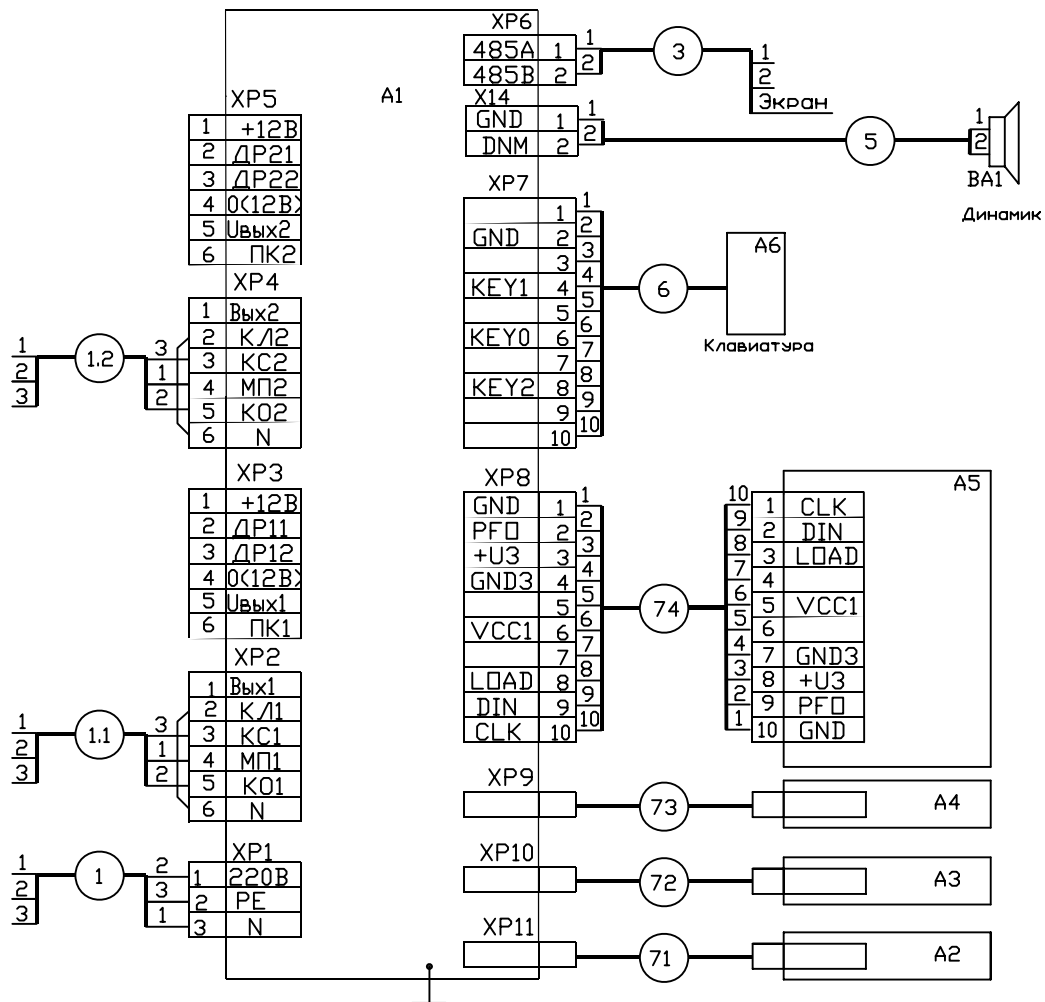 A1
XP5
1 +12В
2 ДР21
3 ДР22
4 0(12В)
5 Uвых2
6 ПК2
XP4
1 Вых2
2 КЛ2
3 КС2
4 МП2
5 КО2
6 N
1
2
3
1.2
3
1
2
XP3
1 +12В
2 ДР11
3 ДР12
4 0(12В)
5 Uвых1
6 ПК1
XP2
1 Вых1
2 КЛ1
3 КС1
4 МП1
5 КО1
6 N
1
2
3
1.1
3
1
2
XP1
1 220В
2 PE
3 N
1
2
3
1
2
3
1
XP6
485A 1
485B 2
1
2
3
1
2
Экран
X14
GND 1
DNM 2
1
2
5
1
2
BA1
Динамик
XP7
1
GND 2
3
KEY1 4
5
KEY0 6
7
KEY2 8
9
10
1
2
3
4
5
6
7
8
9
10
6
A6
Клавиатура
XP8
GND 1
PFO 2
+U3 3
GND3 4
5
VCC1 6
7
LOAD 8
DIN 9
CLK 10
1
2
3
4
5
6
7
8
9
10
74
10
9
8
7
6
5
4
3
2
1
A5
1 CLK
2 DIN
3 LOAD
4
5 VCC1
6
7 GND3
8 +U3
9 PFO
10 GND
XP9
73
A4
XP10
72
A3
XP11
71
A2